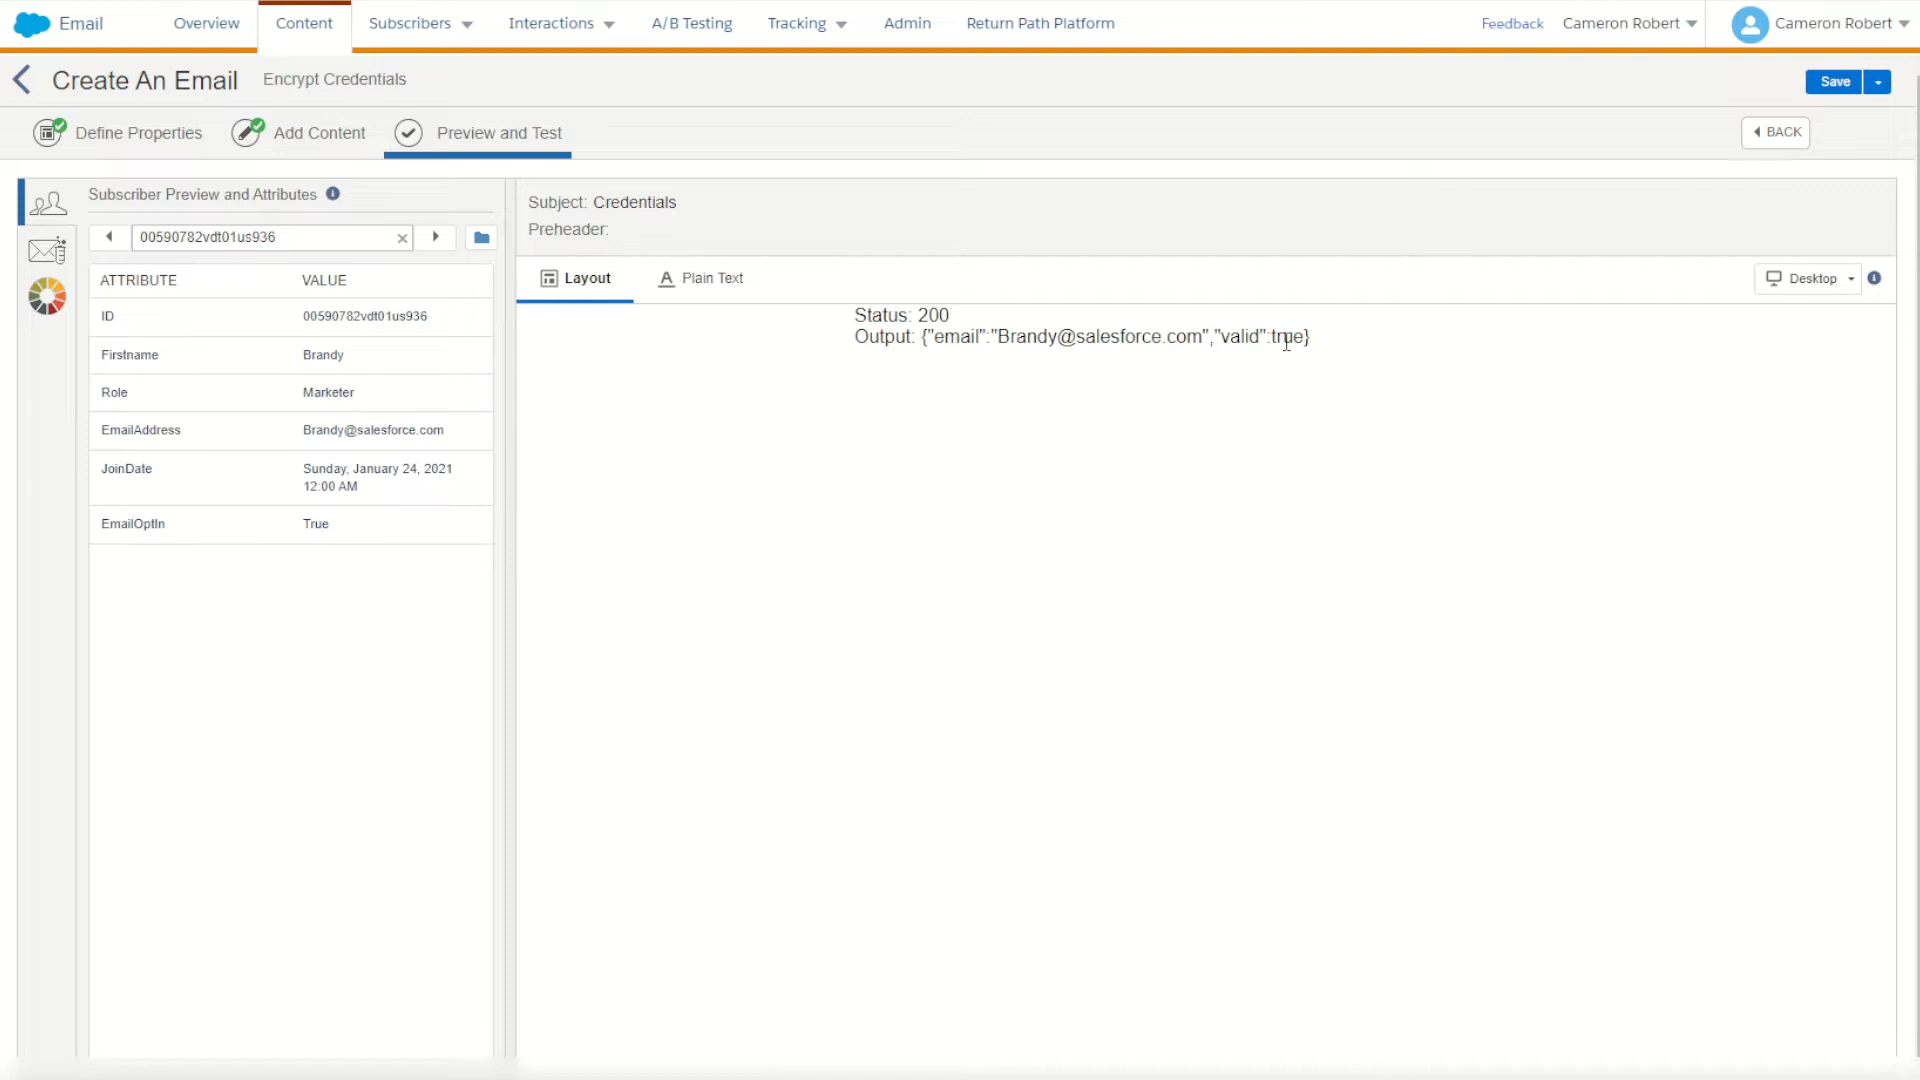 Email
Overview
Content
Subscribers
Interactions
A/B Testing
Tracking
Admin
Return Path Platform
Feedback
Cameron Robert
Cameron Robert
Create An Email
Encrypt Credentials
Save
Define Properties
Add Content
Preview and Test
BACK
Subscriber Preview and Attributes
00590782vdt01us936
ATTRIBUTE VALUE
ID 00590782vdt01us936
Firstname Brandy
Role Marketer
EmailAddress Brandy@salesforce.com
JoinDate Sunday, January 24, 2021
12:00 AM
EmailOptIn True
Subject: Credentials
Preheader:
Layout
Plain Text
Desktop
Status: 200
Output: {"email":"Brandy@salesforce.com","valid":true}